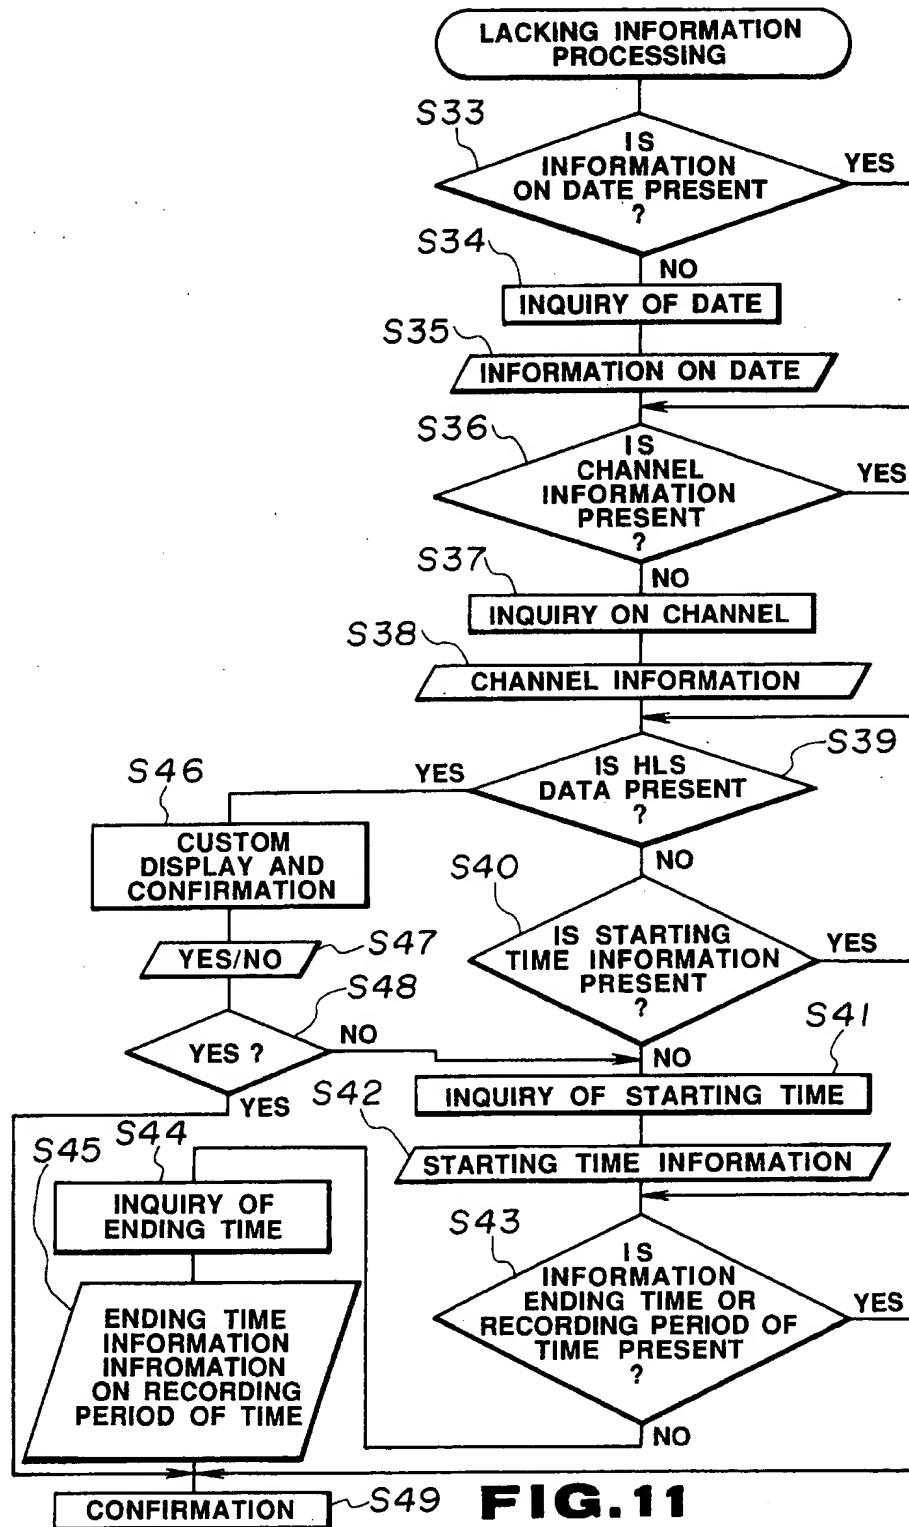 LACKING INFORMATION
PROCESSING
S33
IS
INFORMATION
ON DATE PRESENT
?
YES
NO
S34
INQUIRY OF DATE
S35
INFORMATION ON DATE
S36
IS
CHANNEL
INFORMATION
PRESENT
?
YES
NO
S37
INQUIRY ON CHANNEL
S38
CHANNEL INFORMATION
S39
IS HLS
DATA PRESENT
?
YES
NO
S46
CUSTOM
DISPLAY AND
CONFIRMATION
S47
YES/NO
S48
YES ?
NO
YES
S40
IS STARTING
TIME INFORMATION
PRESENT
?
YES
NO
S41
INQUIRY OF STARTING TIME
S42
STARTING TIME INFORMATION
S43
IS
INFORMATION
ENDING TIME OR
RECORDING PERIOD OF
TIME PRESENT
?
YES
NO
S44
INQUIRY OF
ENDING TIME
S45
ENDING TIME
INFORMATION
INFROMATION
ON RECORDING
PERIOD OF TIME
CONFIRMATION
S49
FIG.11